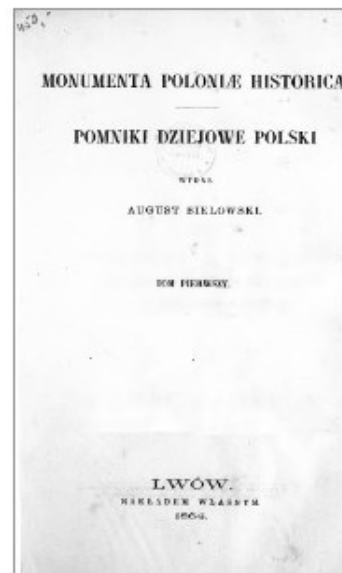 MONUMENTA POLONIÆ HISTORICA
POMNIKI DZIEJOWE POLSKI
WYDAŁ
AUGUST BIELOWSKI.
TOM PIERWSZY.
LWÓW.
NAKŁADEM WŁASNYM
1864.